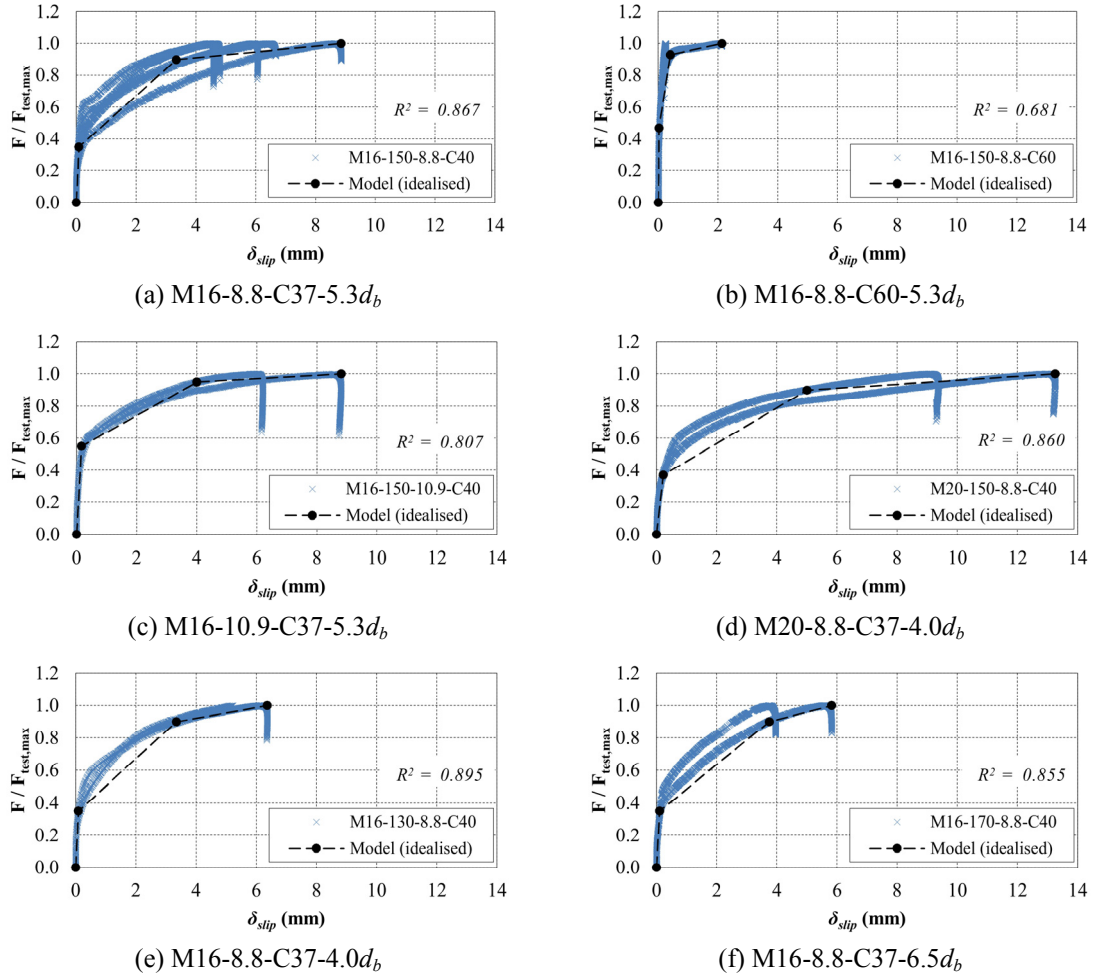 1.2
1.0
0.8
0.6
0.4
0.2
0.0
F / F_test,max
R² = 0.867
M16-150-8.8-C40
Model (idealised)
0 2 4 6 8 10 12 14
δ_slip (mm)
(a) M16-8.8-C37-5.3d_b
1.2
1.0
0.8
0.6
0.4
0.2
0.0
F / F_test,max
R² = 0.681
M16-150-8.8-C60
Model (idealised)
0 2 4 6 8 10 12 14
δ_slip (mm)
(b) M16-8.8-C60-5.3d_b
1.2
1.0
0.8
0.6
0.4
0.2
0.0
F / F_test,max
R² = 0.807
M16-150-10.9-C40
Model (idealised)
0 2 4 6 8 10 12 14
δ_slip (mm)
(c) M16-10.9-C37-5.3d_b
1.2
1.0
0.8
0.6
0.4
0.2
0.0
F / F_test,max
R² = 0.860
M20-150-8.8-C40
Model (idealised)
0 2 4 6 8 10 12 14
δ_slip (mm)
(d) M20-8.8-C37-4.0d_b
1.2
1.0
0.8
0.6
0.4
0.2
0.0
F / F_test,max
R² = 0.895
M16-130-8.8-C40
Model (idealised)
0 2 4 6 8 10 12 14
δ_slip (mm)
(e) M16-8.8-C37-4.0d_b
1.2
1.0
0.8
0.6
0.4
0.2
0.0
F / F_test,max
R² = 0.855
M16-170-8.8-C40
Model (idealised)
0 2 4 6 8 10 12 14
δ_slip (mm)
(f) M16-8.8-C37-6.5d_b